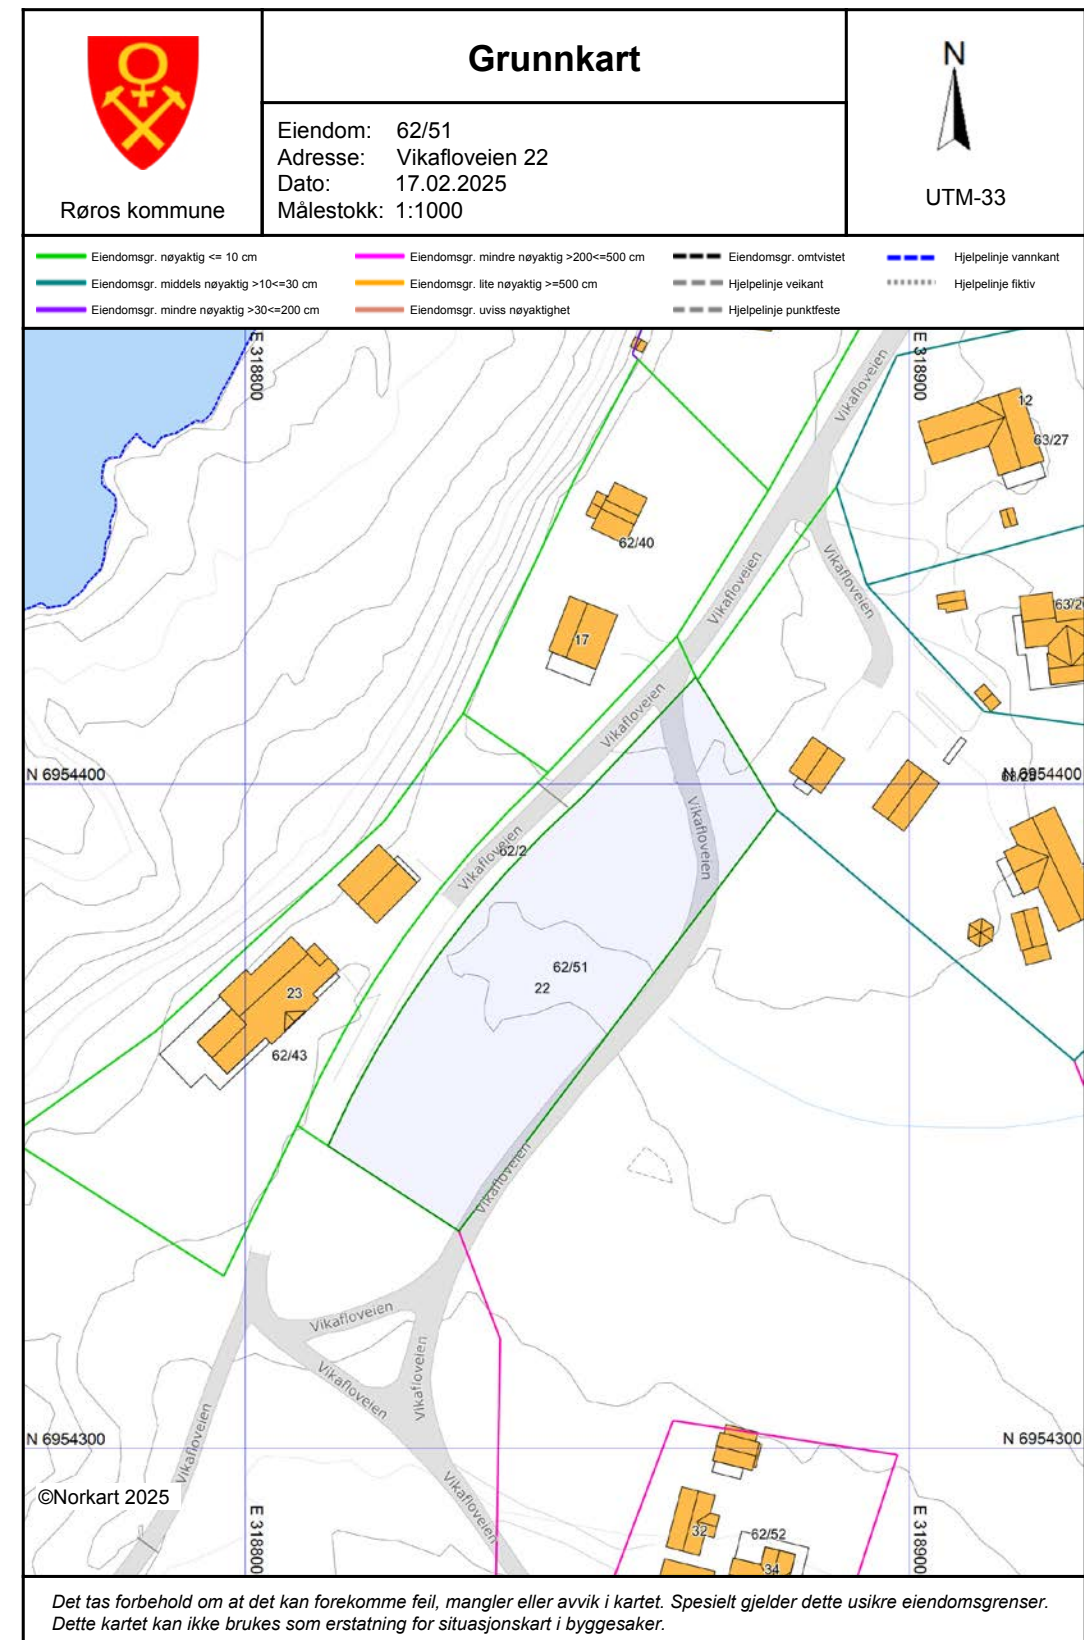 Grunnkart
Eiendom: 62/51
Adresse: Vikafloveien 22
Dato: 17.02.2025
Målestokk: 1:1000
Røros kommune
N
UTM-33
Eiendomsgr. nøyaktig <= 10 cm
Eiendomsgr. middels nøyaktig >10<=30 cm
Eiendomsgr. mindre nøyaktig >30<=200 cm
Eiendomsgr. mindre nøyaktig >200<=500 cm
Eiendomsgr. lite nøyaktig >=500 cm
Eiendomsgr. uviss nøyaktighet
Eiendomsgr. omtvistet
Hjelpelinje veikant
Hjelpelinje punktfeste
Hjelpelinje vannkant
Hjelpelinje fiktiv
E 318800
E 318900
Vikafloveien
12
63/27
62/40
Vikafloveien
Vikafloveien
63/2
17
Vikafloveien
N 6954400
N 6954400
Vikafloveien
Vikafloveien
62/2
62/51
22
23
62/43
Vikafloveien
Vikafloveien
Vikafloveien
Vikafloveien
Vikafloveien
N 6954300
N 6954300
Vikafloveien
©Norkart 2025
E 318800
E 318900
32
62/52
34
Det tas forbehold om at det kan forekomme feil, mangler eller avvik i kartet. Spesielt gjelder dette usikre eiendomsgrenser.
Dette kartet kan ikke brukes som erstatning for situasjonskart i byggesaker.